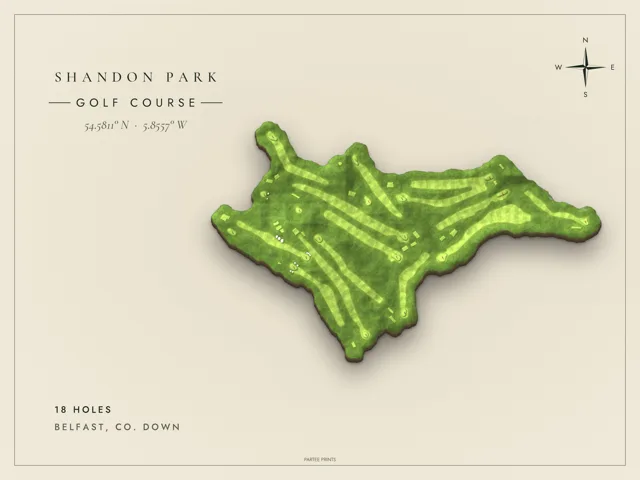 SHANDON PARK
GOLF COURSE
54.5811° N · 5.8557° W
N
W E
S
18 HOLES
BELFAST, CO. DOWN
PARTEE PRINTS